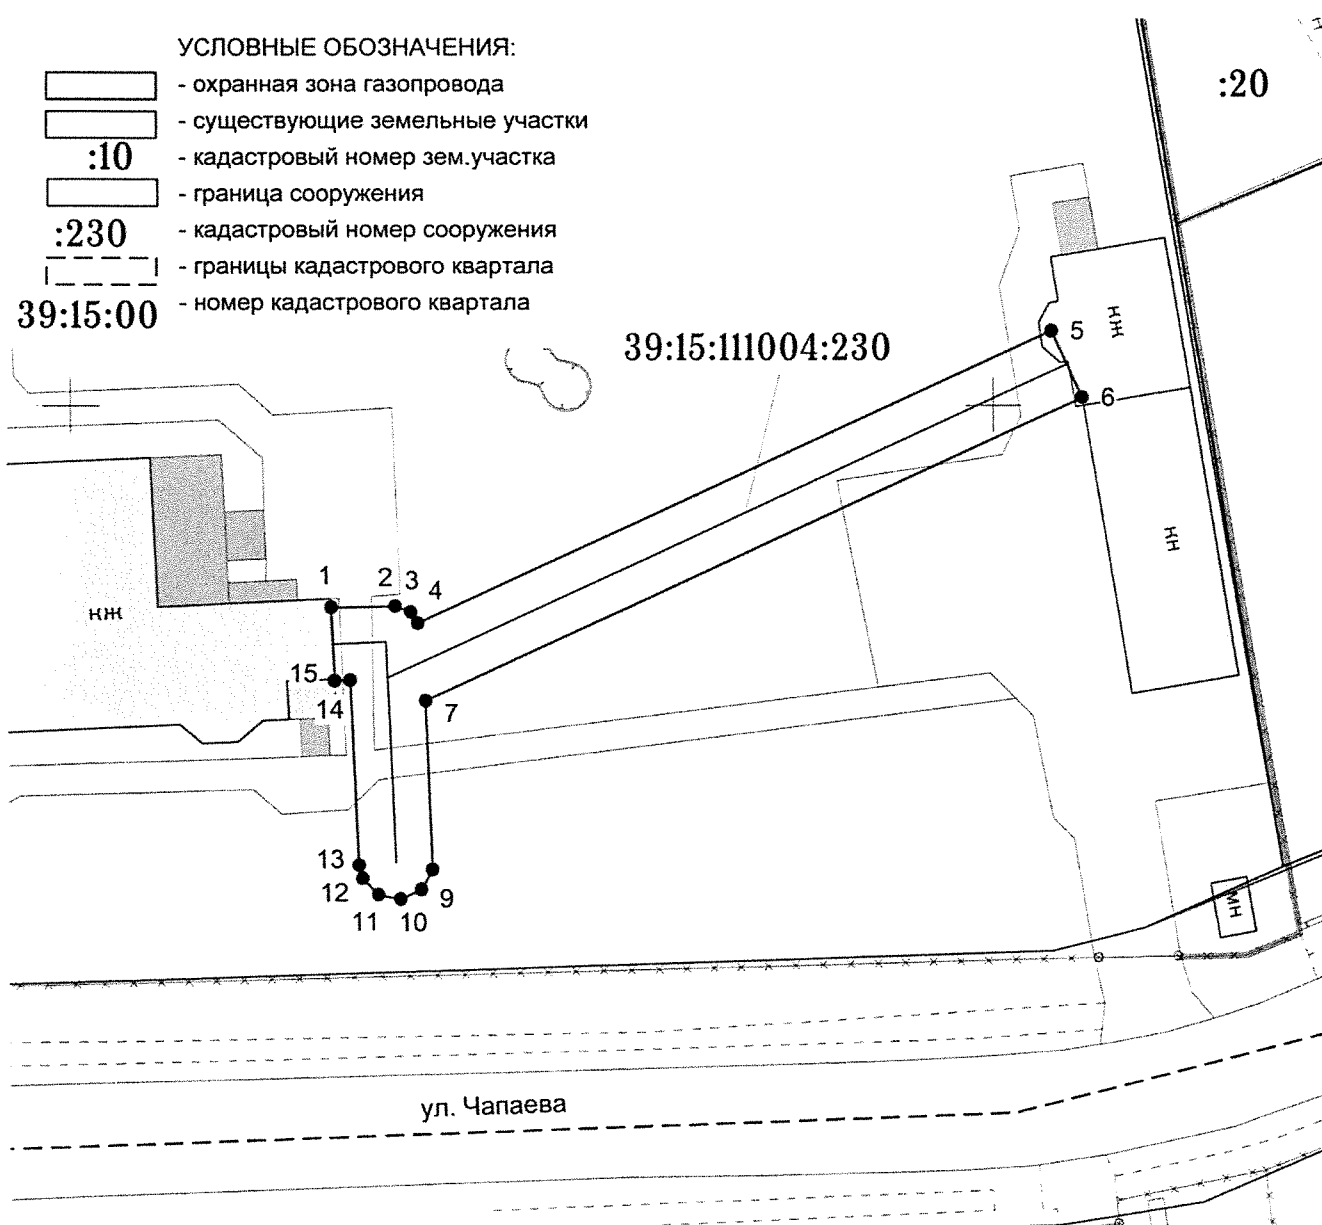 УСЛОВНЫЕ ОБОЗНАЧЕНИЯ:
- охранная зона газопровода
- существующие земельные участки
:10 - кадастровый номер зем.участка
- граница сооружения
:230 - кадастровый номер сооружения
- границы кадастрового квартала
39:15:00 - номер кадастрового квартала
:20
39:15:111004:230
5
кж
6
кн
1
2
3
4
кж
15
14
7
13
12
11
10
9
мн
ул. Чапаева